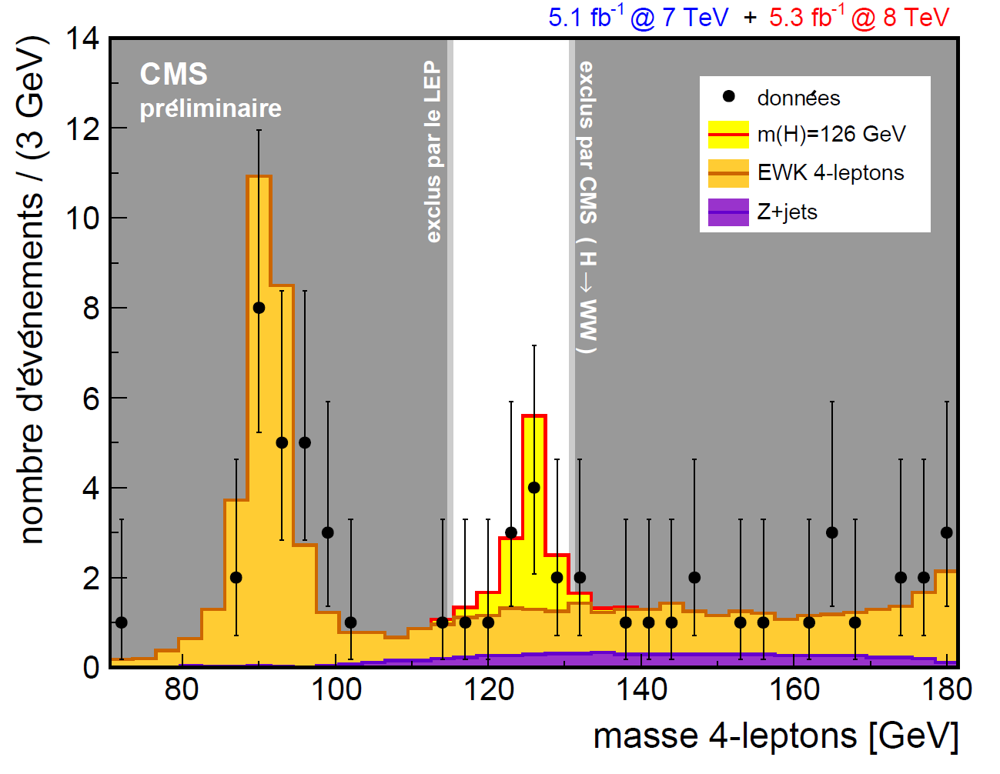 5.1 fb-1 @ 7 TeV + 5.3 fb-1 @ 8 TeV
nombre d'événements / (3 GeV)
14
12
10
8
6
4
2
0
CMS
préliminaire
exclus par le LEP
exclus par CMS ( H → WW )
données
m(H)=126 GeV
EWK 4-leptons
Z+jets
80 100 120 140 160 180
masse 4-leptons [GeV]